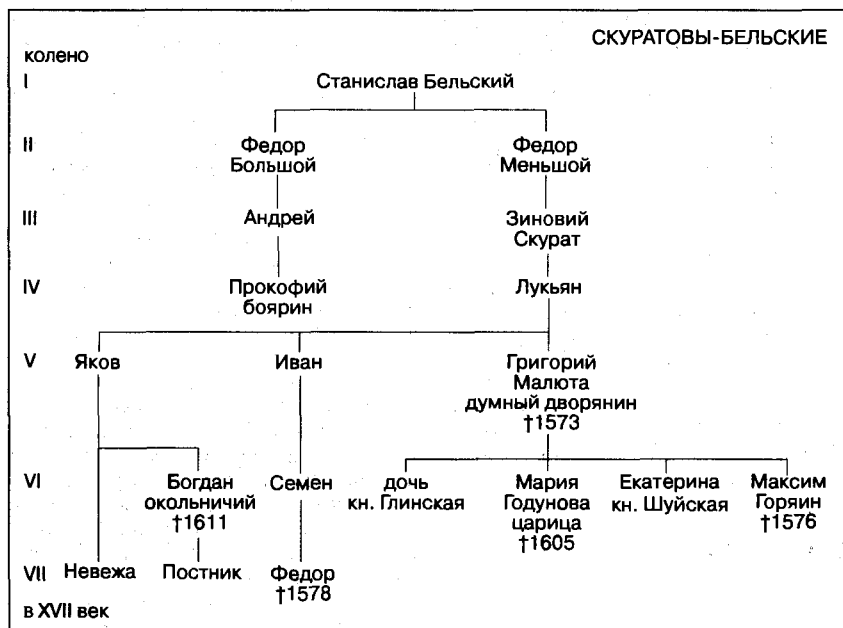 СКУРАТОВЫ-БЕЛЬСКИЕ
колено
I Станислав Бельский
II Федор Большой Федор Меньшой
III Андрей Зиновий Скурат
IV Прокофий боярин Лукьян
V Яков Иван Григорий Малюта думный дворянин †1573
VI Богдан окольничий †1611 Семен дочь кн. Глинская Мария Годунова царица †1605 Екатерина кн. Шуйская Максим Горяин †1576
VII Невежа Постник Федор †1578
в XVII век